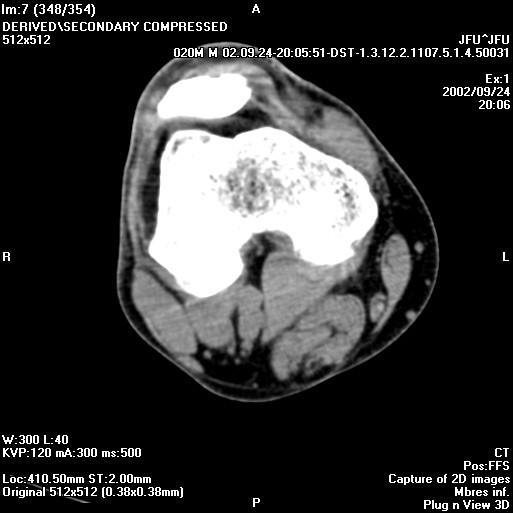 Im:7 (348/354)
A
DERIVED\SECONDARY COMPRESSED
512x512
JFU^JFU
020M M 02.09.24-20:05:51-DST-1.3.12.2.1107.5.1.4.50031
Ex:1
2002/09/24
20:06
R
L
W:300 L:40
KVP:120 mA:300 ms:500
CT
Pos:FFS
Loc:410.50mm ST:2.00mm
Capture of 2D images
Original 512x512 (0.38x0.38mm)
Mbres inf.
P
Plug n View 3D